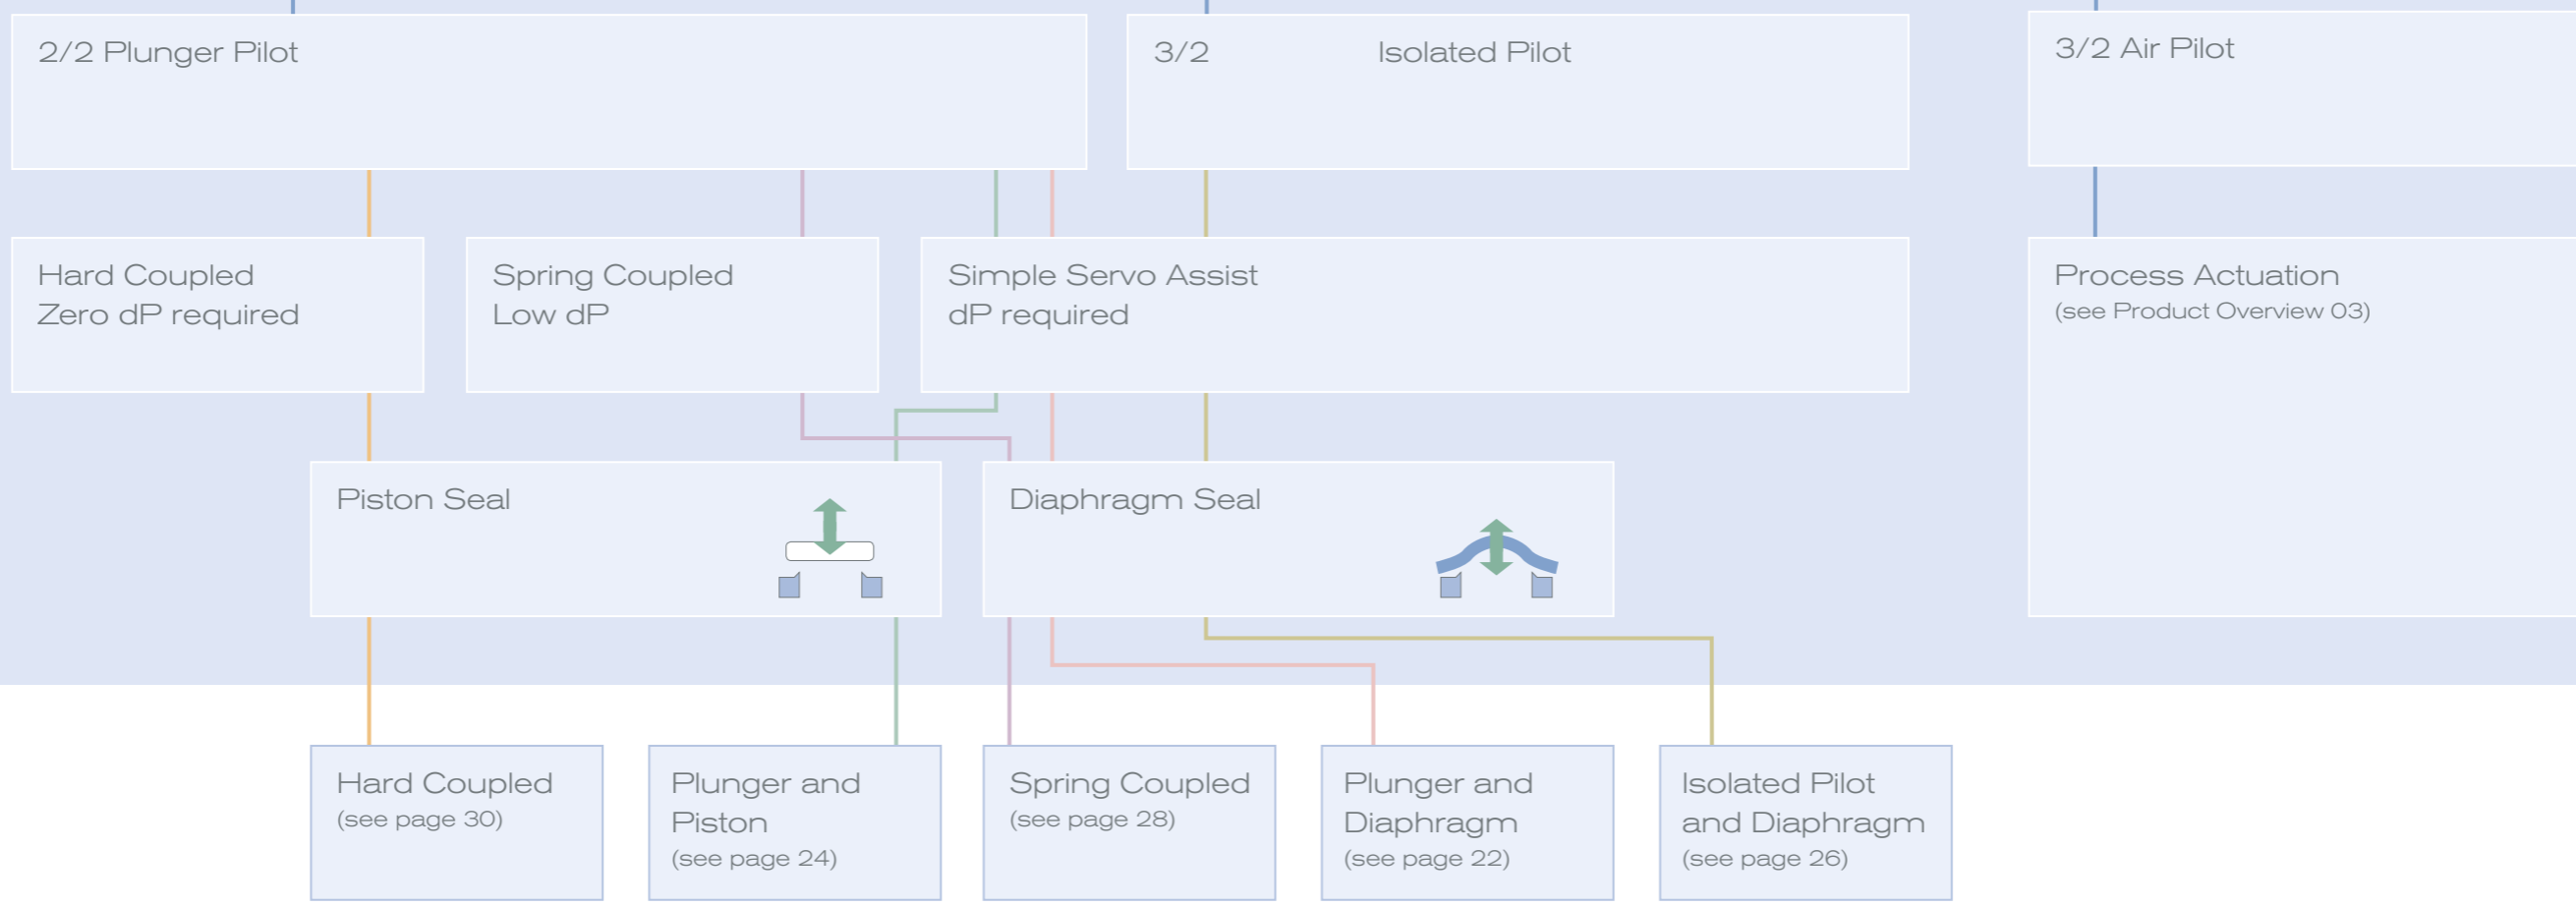 2/2 Plunger Pilot
3/2 Isolated Pilot
3/2 Air Pilot
Hard Coupled
Zero dP required
Spring Coupled
Low dP
Simple Servo Assist
dP required
Process Actuation
(see Product Overview 03)
Piston Seal
Diaphragm Seal
Hard Coupled
(see page 30)
Plunger and
Piston
(see page 24)
Spring Coupled
(see page 28)
Plunger and
Diaphragm
(see page 22)
Isolated Pilot
and Diaphragm
(see page 26)